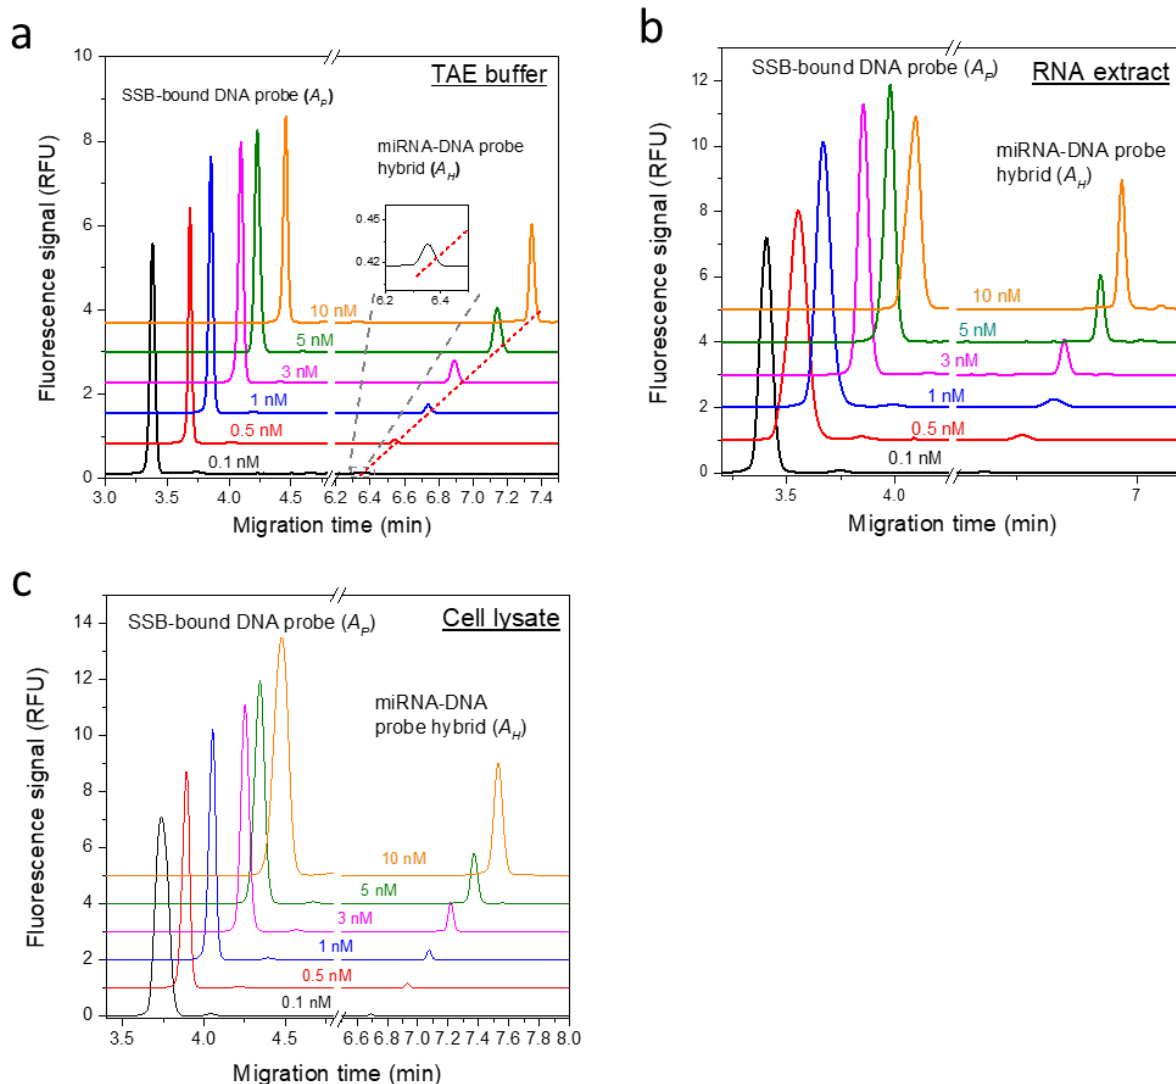 a
TAE buffer
SSB-bound DNA probe (A_P)
miRNA-DNA probe
hybrid (A_H)
0.45
0.42
6.2 6.4
10 nM
5 nM
3 nM
1 nM
0.5 nM
0.1 nM
10
8
6
4
2
0
Fluorescence signal (RFU)
3.0 3.5 4.0 4.5 6.2 6.4 6.6 6.8 7.0 7.2 7.4
Migration time (min)
b
SSB-bound DNA probe (A_P)
RNA extract
miRNA-DNA probe
hybrid (A_H)
10 nM
5 nM
3 nM
1 nM
0.5 nM
0.1 nM
12
10
8
6
4
2
0
Fluorescence signal (RFU)
3.5 4.0 7
Migration time (min)
c
SSB-bound DNA probe (A_P)
Cell lysate
miRNA-DNA
probe hybrid (A_H)
10 nM
5 nM
3 nM
1 nM
0.5 nM
0.1 nM
14
12
10
8
6
4
2
0
Fluorescence signal (RFU)
3.5 4.0 4.5 6.6 6.8 7.0 7.2 7.4 7.6 7.8 8.0
Migration time (min)